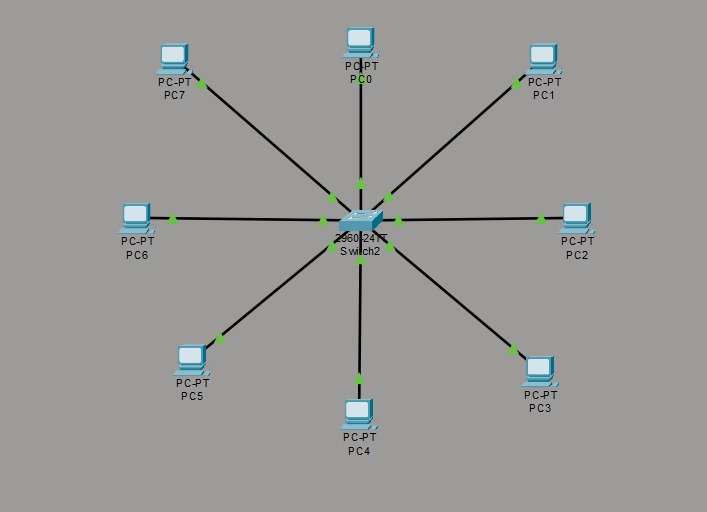 PC-PT
PC0
PC-PT
PC7
PC-PT
PC1
PC-PT
PC6
2960-24TT
Switch2
PC-PT
PC2
PC-PT
PC5
PC-PT
PC3
PC-PT
PC4